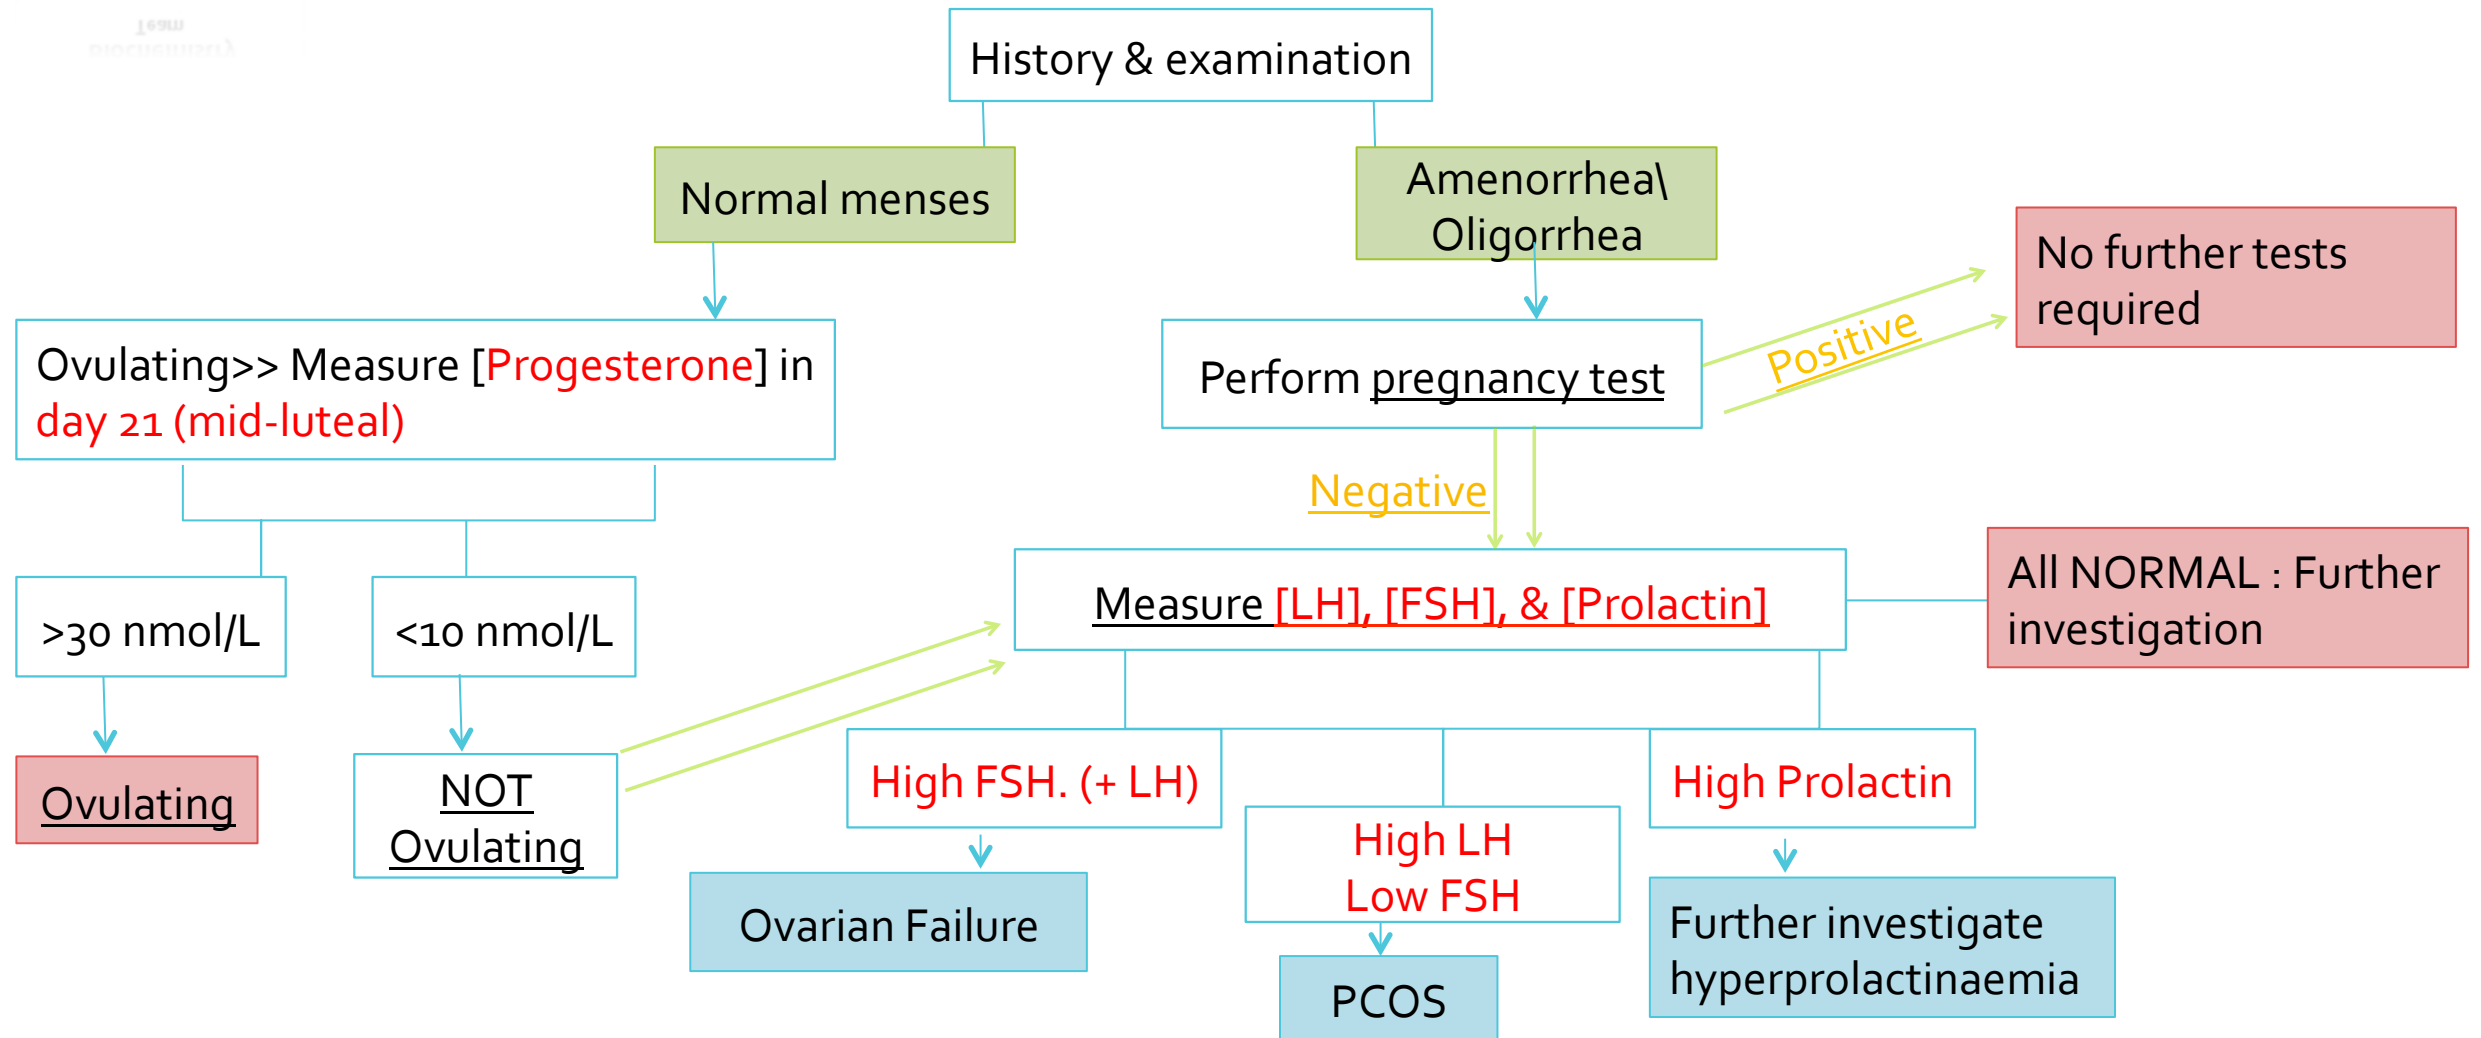 Team
Biochemistry
History & examination
Normal menses
Amenorrhea\
Oligorrhea
No further tests
required
Ovulating>> Measure [Progesterone] in
day 21 (mid-luteal)
Perform pregnancy test
Positive
Negative
>30 nmol/L
<10 nmol/L
Measure [LH], [FSH], & [Prolactin]
All NORMAL : Further
investigation
Ovulating
NOT
Ovulating
High FSH. (+ LH)
High LH
Low FSH
High Prolactin
Ovarian Failure
PCOS
Further investigate
hyperprolactinaemia